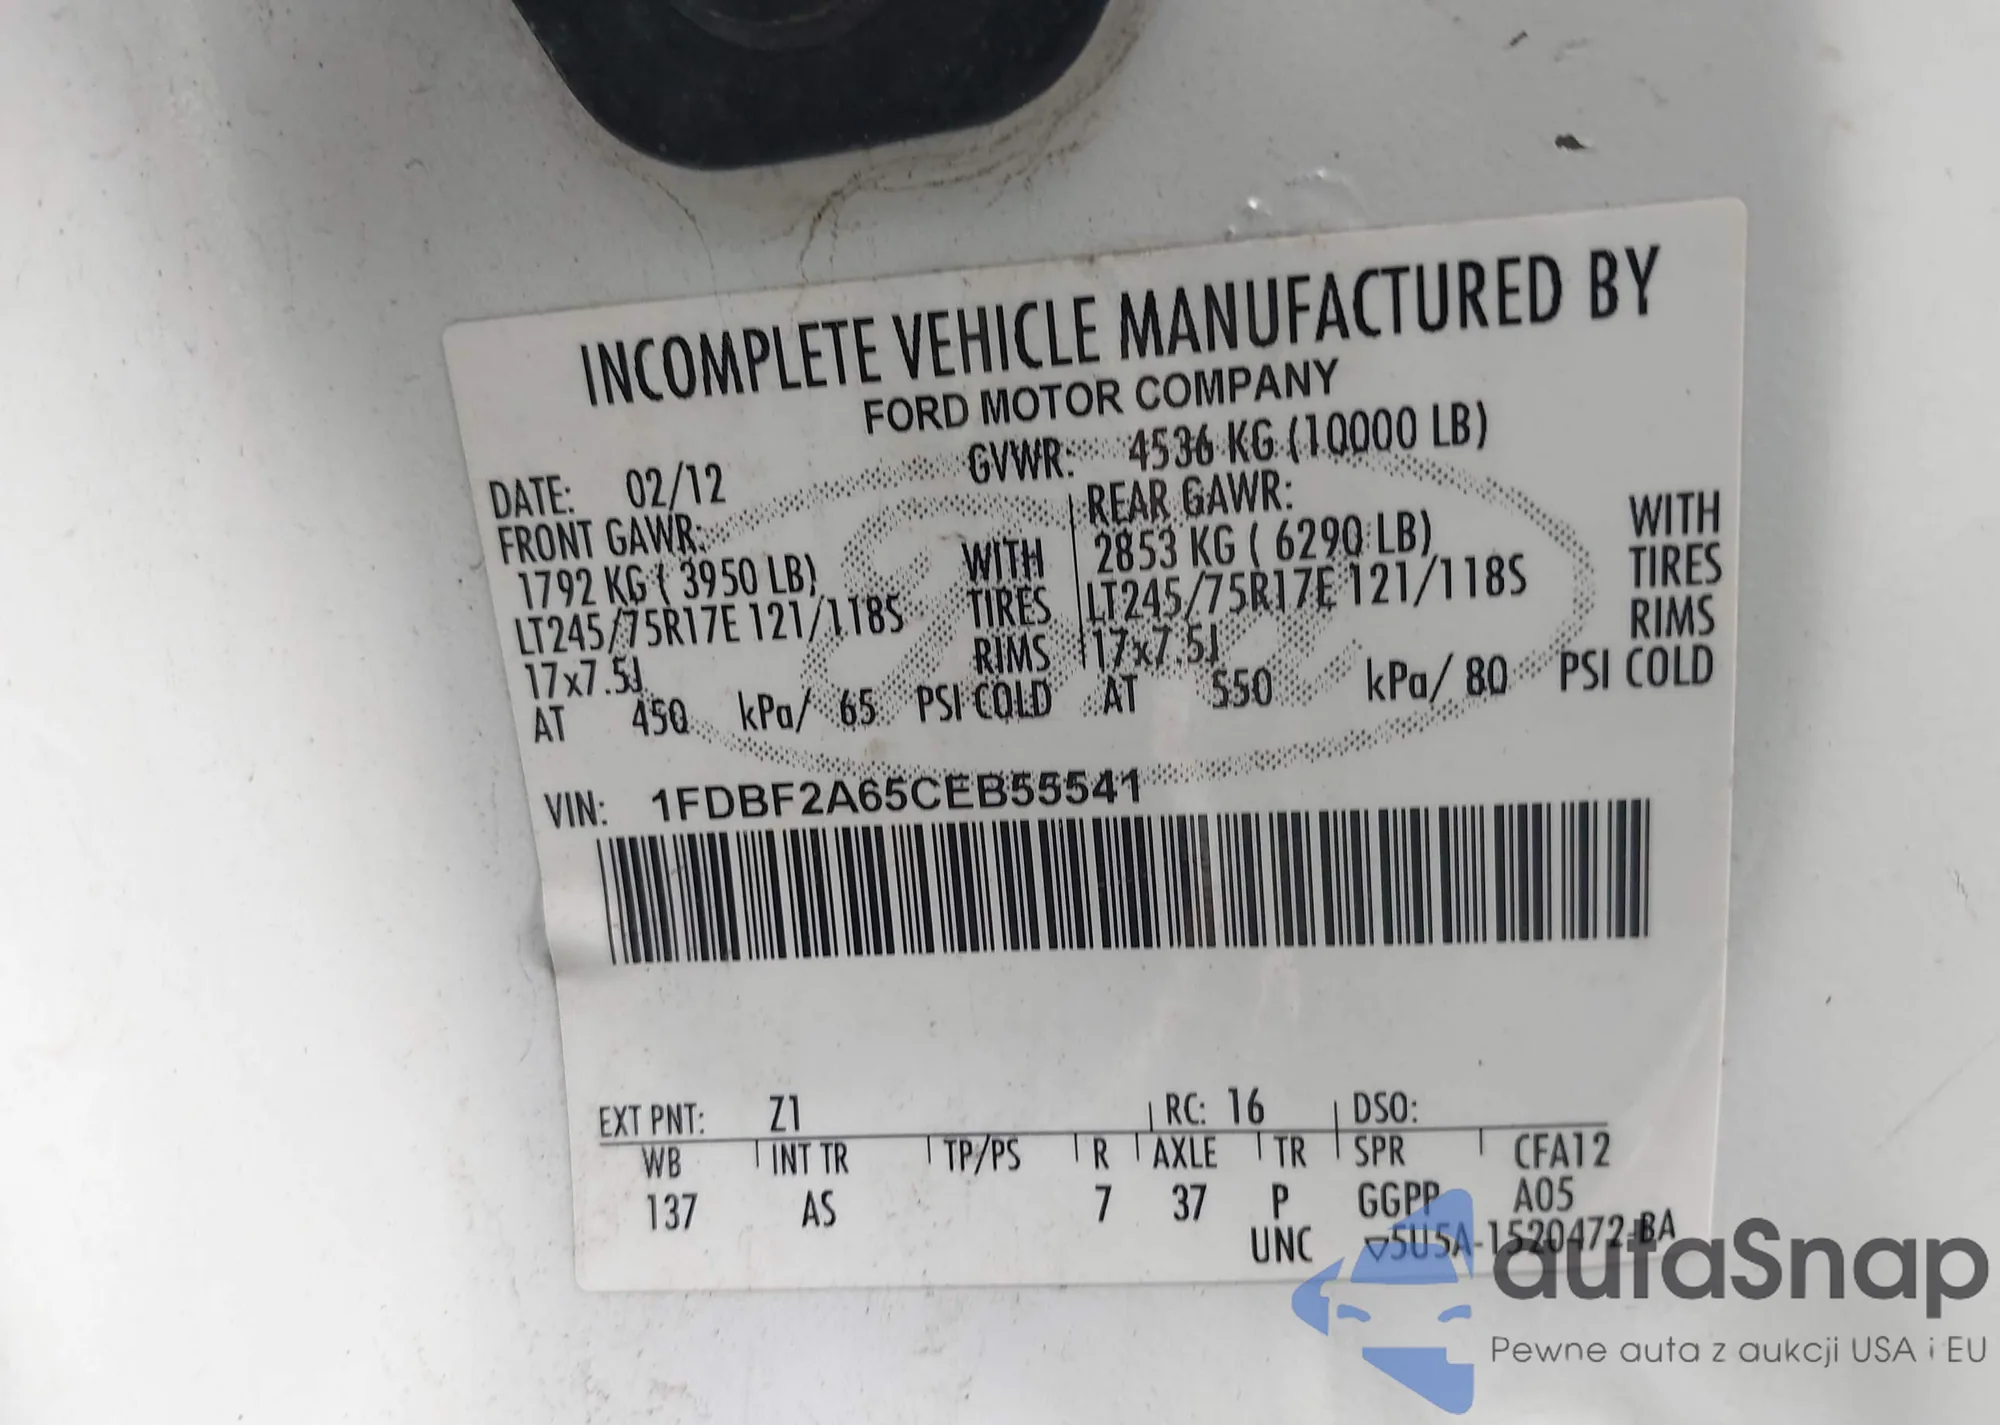 INCOMPLETE VEHICLE MANUFACTURED BY
FORD MOTOR COMPANY
DATE: 02/12 GVWR: 4536 KG (10000 LB)
FRONT GAWR: REAR GAWR:
1792 KG ( 3950 LB) WITH 2853 KG ( 6290 LB) WITH
LT245/75R17E 121/118S TIRES LT245/75R17E 121/118S TIRES
17x7.5J RIMS 17x7.5J RIMS
AT 450 kPa/ 65 PSI COLD AT 550 kPa/ 80 PSI COLD
VIN: 1FDBF2A65CEB55541
EXT PNT: Z1 RC: 16 DSO:
WB INT TR TP/PS R AXLE TR SPR CFA12
137 AS 7 37 P GGPP A05
UNC ▽5U5A-1520472-BA
autaSnap
Pewne auta z aukcji USA i EU